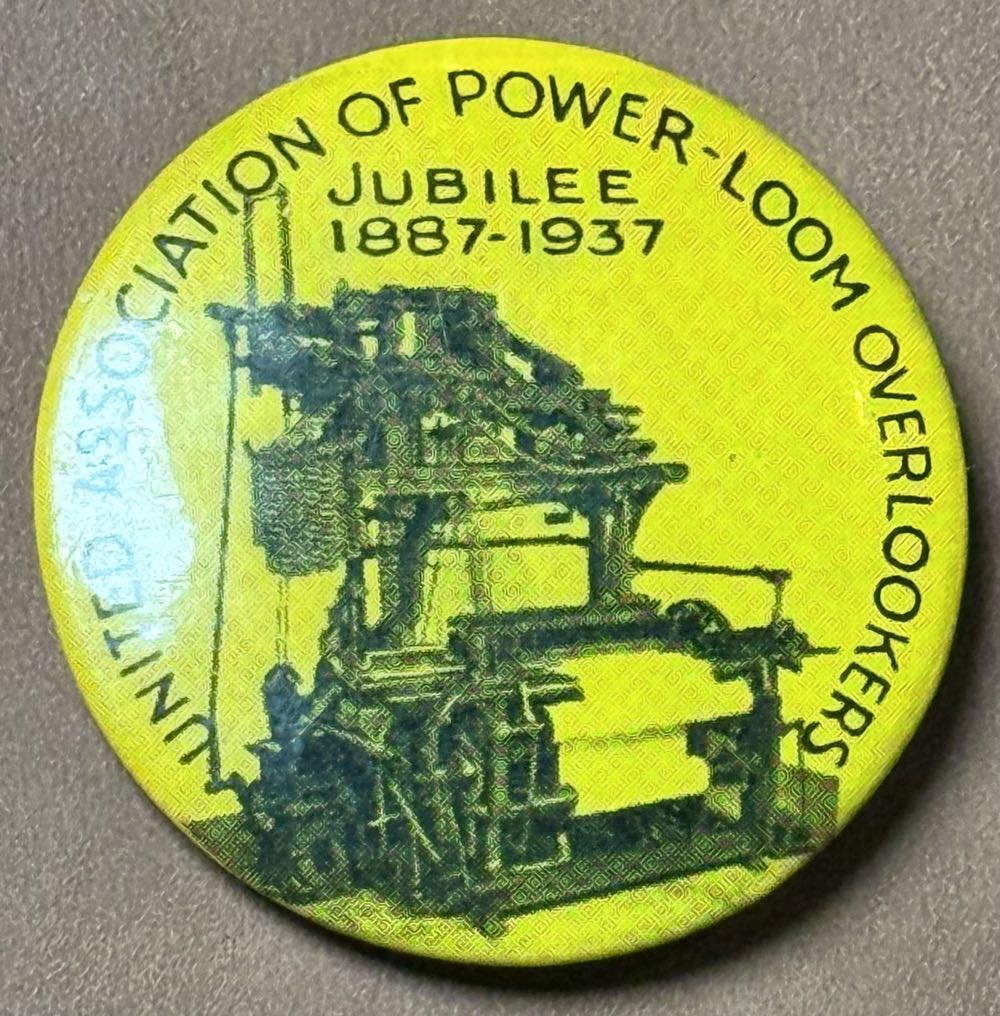 UNITED ASSOCIATION OF POWER-LOOM OVERLOOKERS
JUBILEE
1887-1937